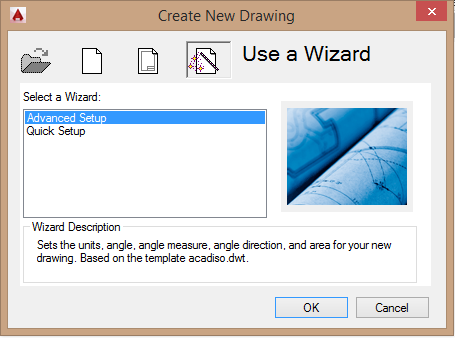 Create New Drawing
Use a Wizard
Select a Wizard:
Advanced Setup
Quick Setup
Wizard Description
Sets the units, angle, angle measure, angle direction, and area for your new
drawing. Based on the template acadiso.dwt.
OK
Cancel